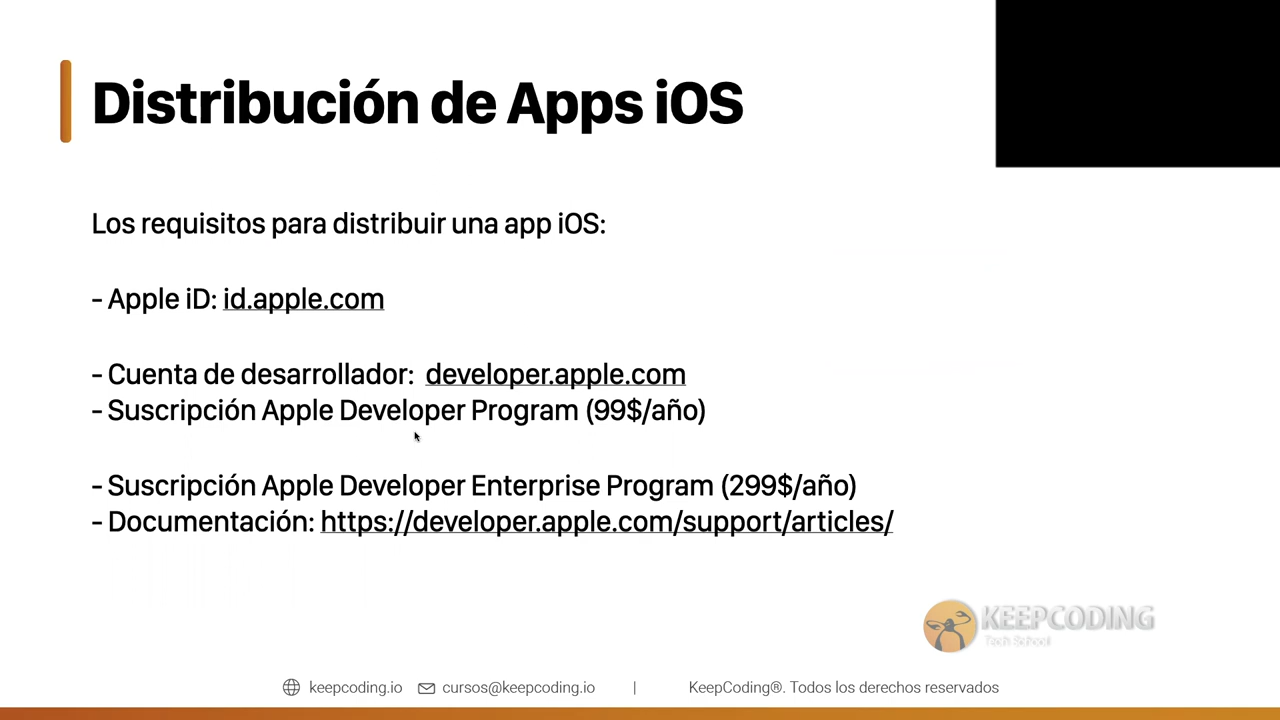 Distribución de Apps iOS
Los requisitos para distribuir una app iOS:
- Apple iD: id.apple.com
- Cuenta de desarrollador: developer.apple.com
- Suscripción Apple Developer Program (99$/año)
- Suscripción Apple Developer Enterprise Program (299$/año)
- Documentación: https://developer.apple.com/support/articles/
KEEPCODING
Tech School
keepcoding.io cursos@keepcoding.io | KeepCoding®. Todos los derechos reservados